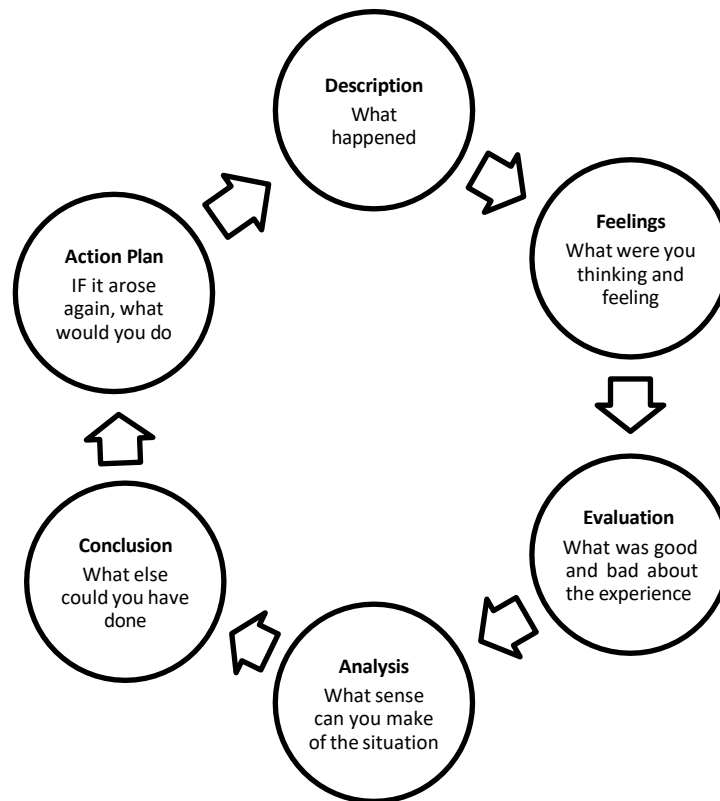 Description
What
happened
Feelings
What were you
thinking and
feeling
Evaluation
What was good
and bad about
the experience
Analysis
What sense
can you make
of the situation
Conclusion
What else
could you have
done
Action Plan
IF it arose
again, what
would you do